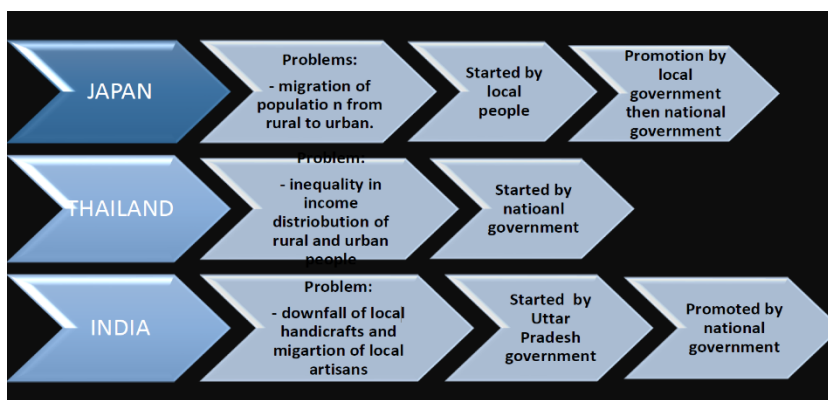 JAPAN
Problems:
- migration of
populatio n from
rural to urban.
Started by
local
people
Promotion by
local
government
then national
government
THAILAND
Problem:
- inequality in
income
distriobution of
rural and urban
people
Started by
natioanl
government
INDIA
Problem:
- downfall of local
handicrafts and
migartion of local
artisans
Started by
Uttar
Pradesh
government
Promoted by
national
government